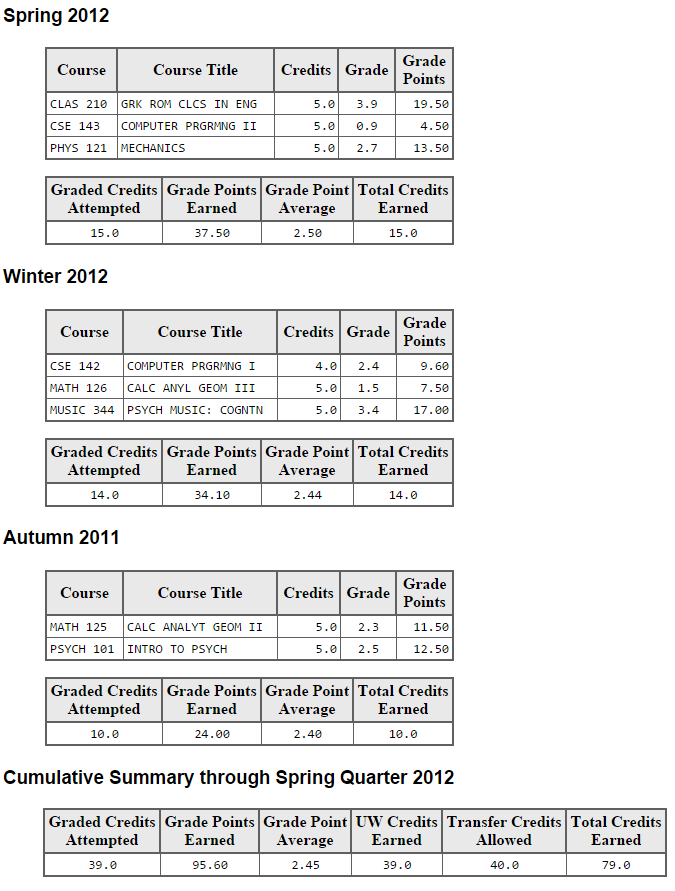 Spring 2012
Course Course Title Credits Grade Grade Points
CLAS 210 GRK ROM CLCS IN ENG 5.0 3.9 19.50
CSE 143 COMPUTER PRGRMNG II 5.0 0.9 4.50
PHYS 121 MECHANICS 5.0 2.7 13.50
Graded Credits Attempted Grade Points Earned Grade Point Average Total Credits Earned
15.0 37.50 2.50 15.0
Winter 2012
Course Course Title Credits Grade Grade Points
CSE 142 COMPUTER PRGRMNG I 4.0 2.4 9.60
MATH 126 CALC ANYL GEOM III 5.0 1.5 7.50
MUSIC 344 PSYCH MUSIC: COGNTN 5.0 3.4 17.00
Graded Credits Attempted Grade Points Earned Grade Point Average Total Credits Earned
14.0 34.10 2.44 14.0
Autumn 2011
Course Course Title Credits Grade Grade Points
MATH 125 CALC ANALYT GEOM II 5.0 2.3 11.50
PSYCH 101 INTRO TO PSYCH 5.0 2.5 12.50
Graded Credits Attempted Grade Points Earned Grade Point Average Total Credits Earned
10.0 24.00 2.40 10.0
Cumulative Summary through Spring Quarter 2012
Graded Credits Attempted Grade Points Earned Grade Point Average UW Credits Earned Transfer Credits Allowed Total Credits Earned
39.0 95.60 2.45 39.0 40.0 79.0